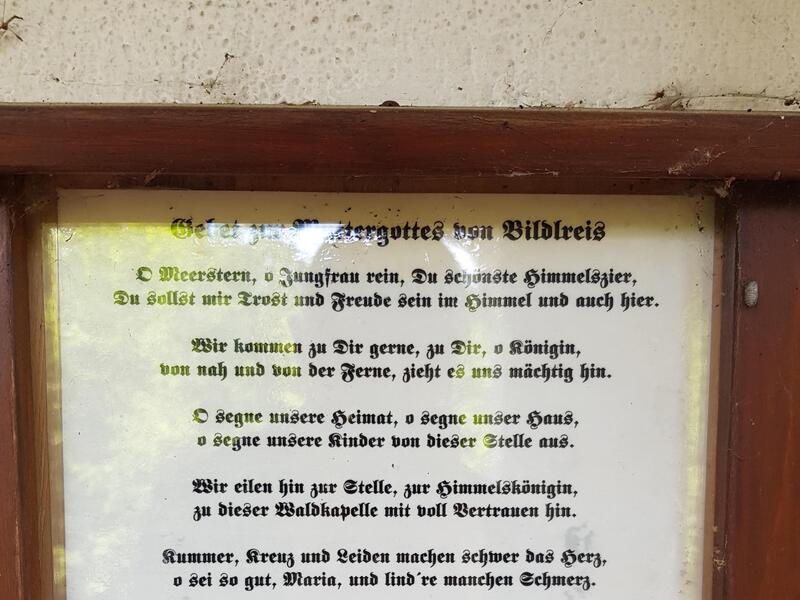 Gebet zur Muttergottes von Bildlreis
O Meerstern, o Jungfrau rein, Du schönste Himmelszier,
Du sollst mir Trost und Freude sein im Himmel und auch hier.
Wir kommen zu Dir gerne, zu Dir, o Königin,
von nah und von der Ferne, zieht es uns mächtig hin.
O segne unsere Heimat, o segne unser Haus,
o segne unsere Kinder von dieser Stelle aus.
Wir eilen hin zur Stelle, zur Himmelskönigin,
zu dieser Waldkapelle mit voll Vertrauen hin.
Kummer, Kreuz und Leiden machen schwer das Herz,
o sei so gut, Maria, und lind´re manchen Schmerz.